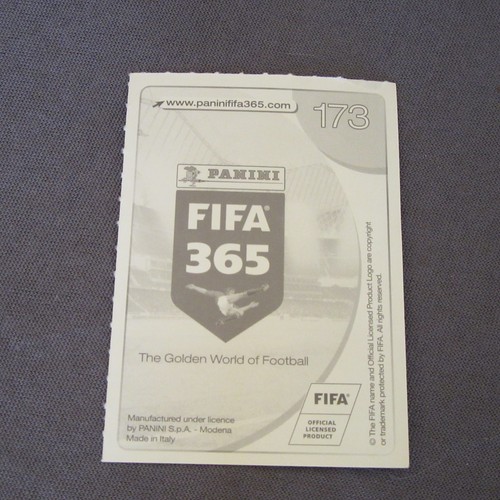 www.paninififa365.com
173
PANINI
FIFA®
365
The Golden World of Football
Manufactured under licence
by PANINI S.p.A. - Modena
Made in Italy
FIFA®
OFFICIAL
LICENSED
PRODUCT
© The FIFA name and Official Licensed Product Logo are copyright
or trademark protected by FIFA. All rights reserved.